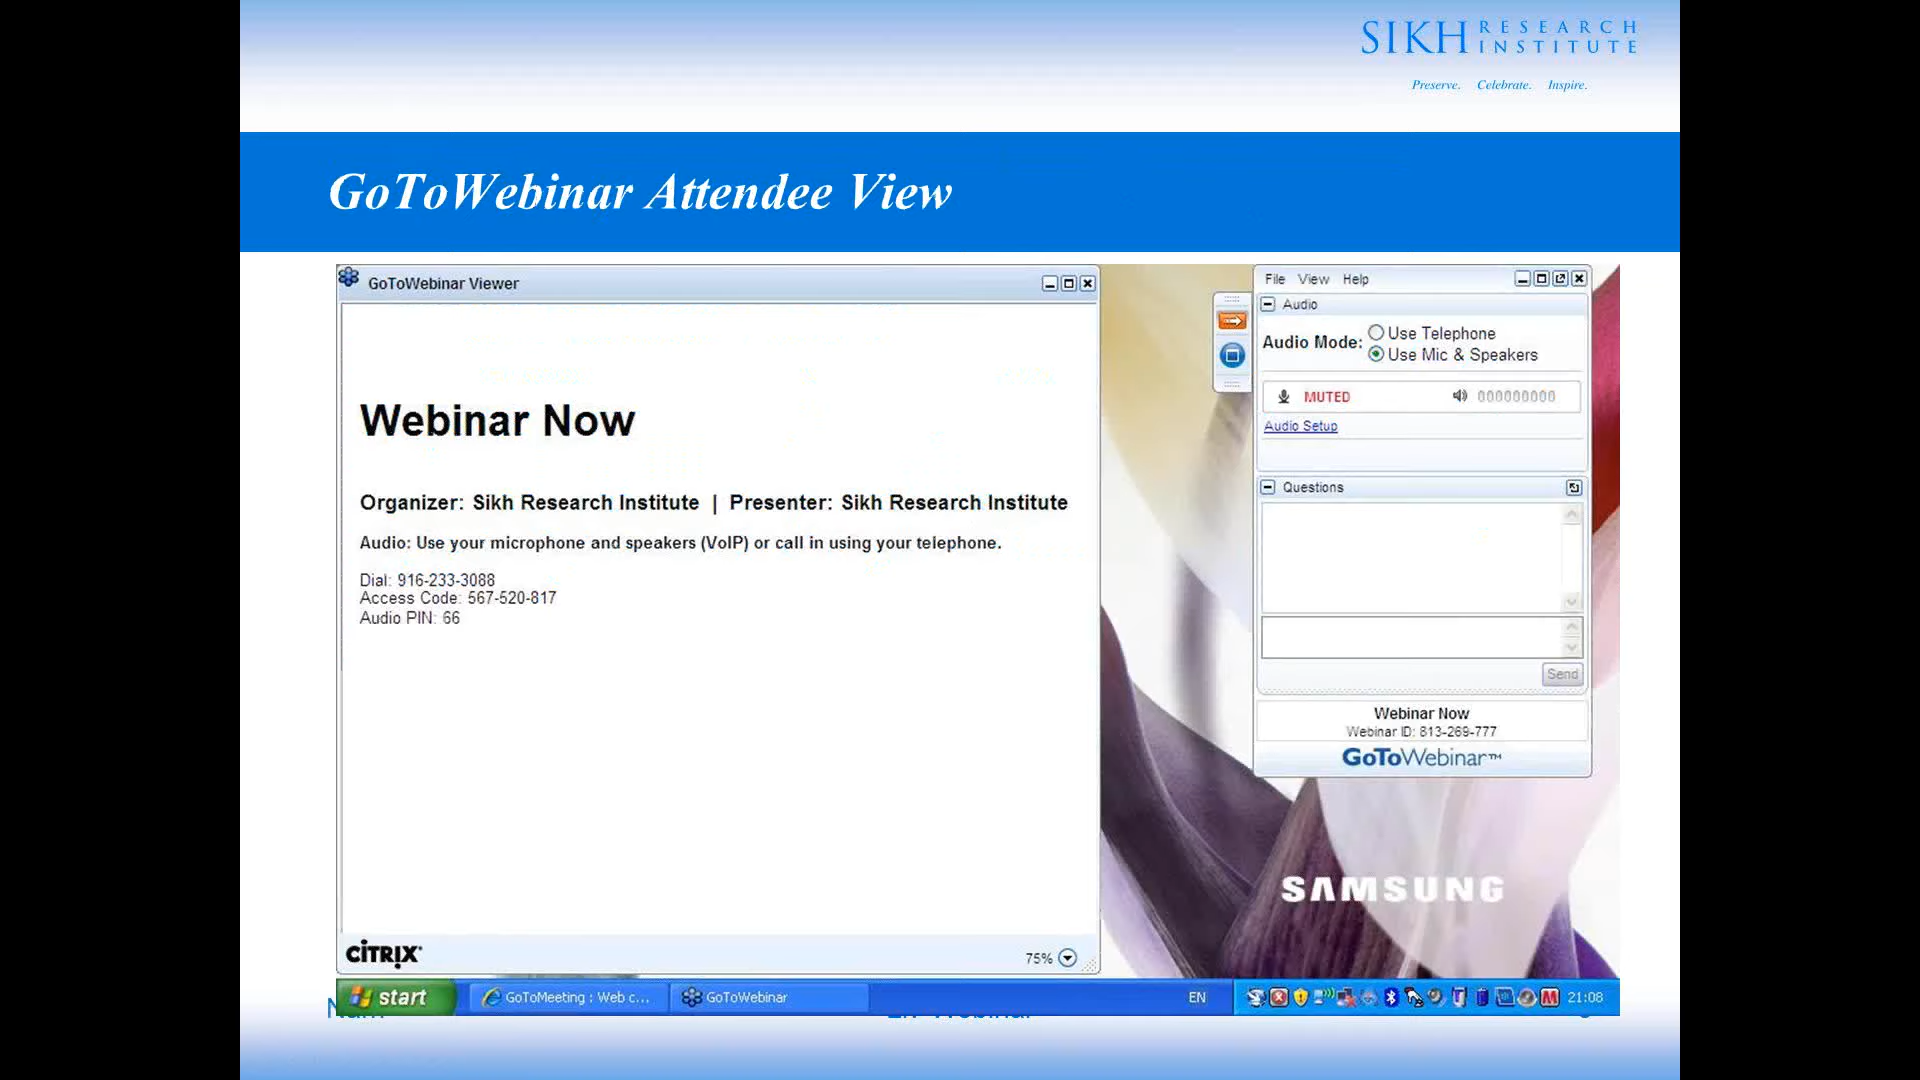 SIKH RESEARCH INSTITUTE
Preserve. Celebrate. Inspire.
GoToWebinar Attendee View
GoToWebinar Viewer
Webinar Now
Organizer: Sikh Research Institute | Presenter: Sikh Research Institute
Audio: Use your microphone and speakers (VoIP) or call in using your telephone.
Dial: 916-233-3088
Access Code: 567-520-817
Audio PIN: 66
CITRIX
75%
File View Help
Audio
Audio Mode:
Use Telephone
Use Mic & Speakers
MUTED
000000000
Audio Setup
Questions
Send
Webinar Now
Webinar ID: 813-269-777
GoToWebinar™
SAMSUNG
start
GoToMeeting : Web c...
GoToWebinar
EN
21:08